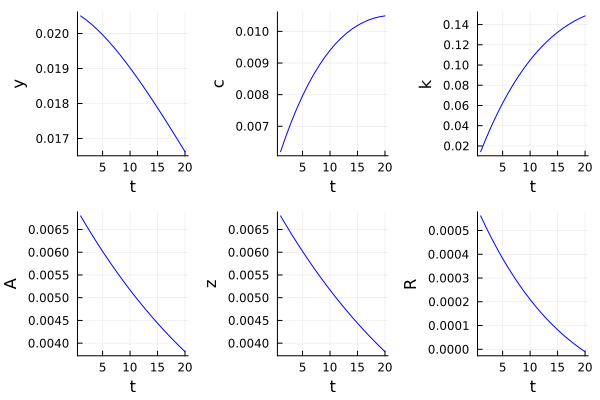 y
0.020
0.019
0.018
0.017
5 10 15 20
t
c
0.010
0.009
0.008
0.007
5 10 15 20
t
k
0.14
0.12
0.10
0.08
0.06
0.04
0.02
5 10 15 20
t
A
0.0065
0.0060
0.0055
0.0050
0.0045
0.0040
5 10 15 20
t
z
0.0065
0.0060
0.0055
0.0050
0.0045
0.0040
5 10 15 20
t
R
0.0005
0.0004
0.0003
0.0002
0.0001
0.0000
5 10 15 20
t